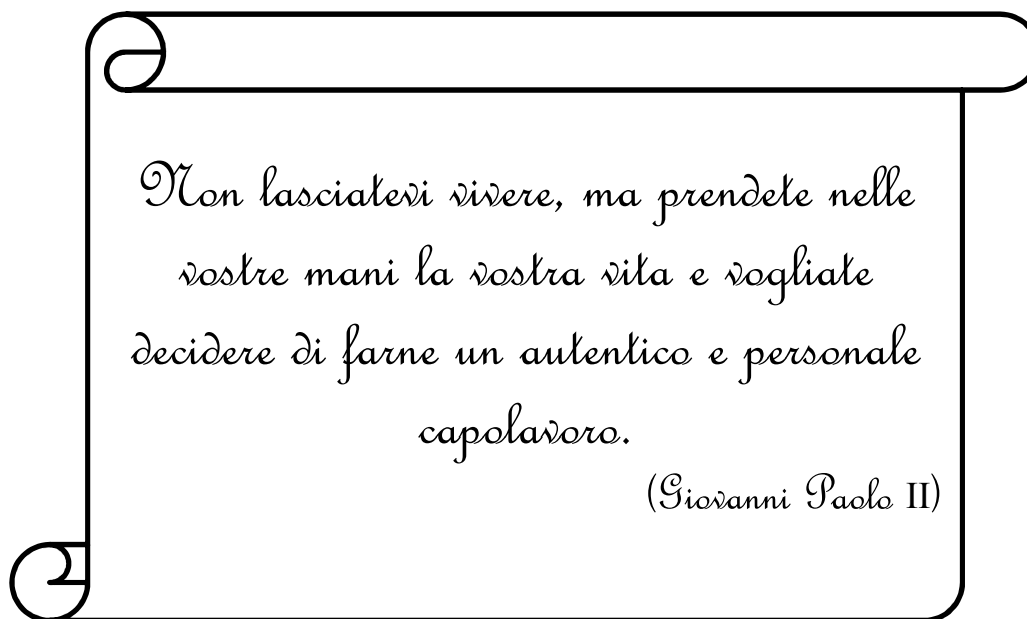 Non lasciatevi vivere, ma prendete nelle
vostre mani la vostra vita e vogliate
decidere di farne un autentico e personale
capolavoro.
(Giovanni Paolo II)